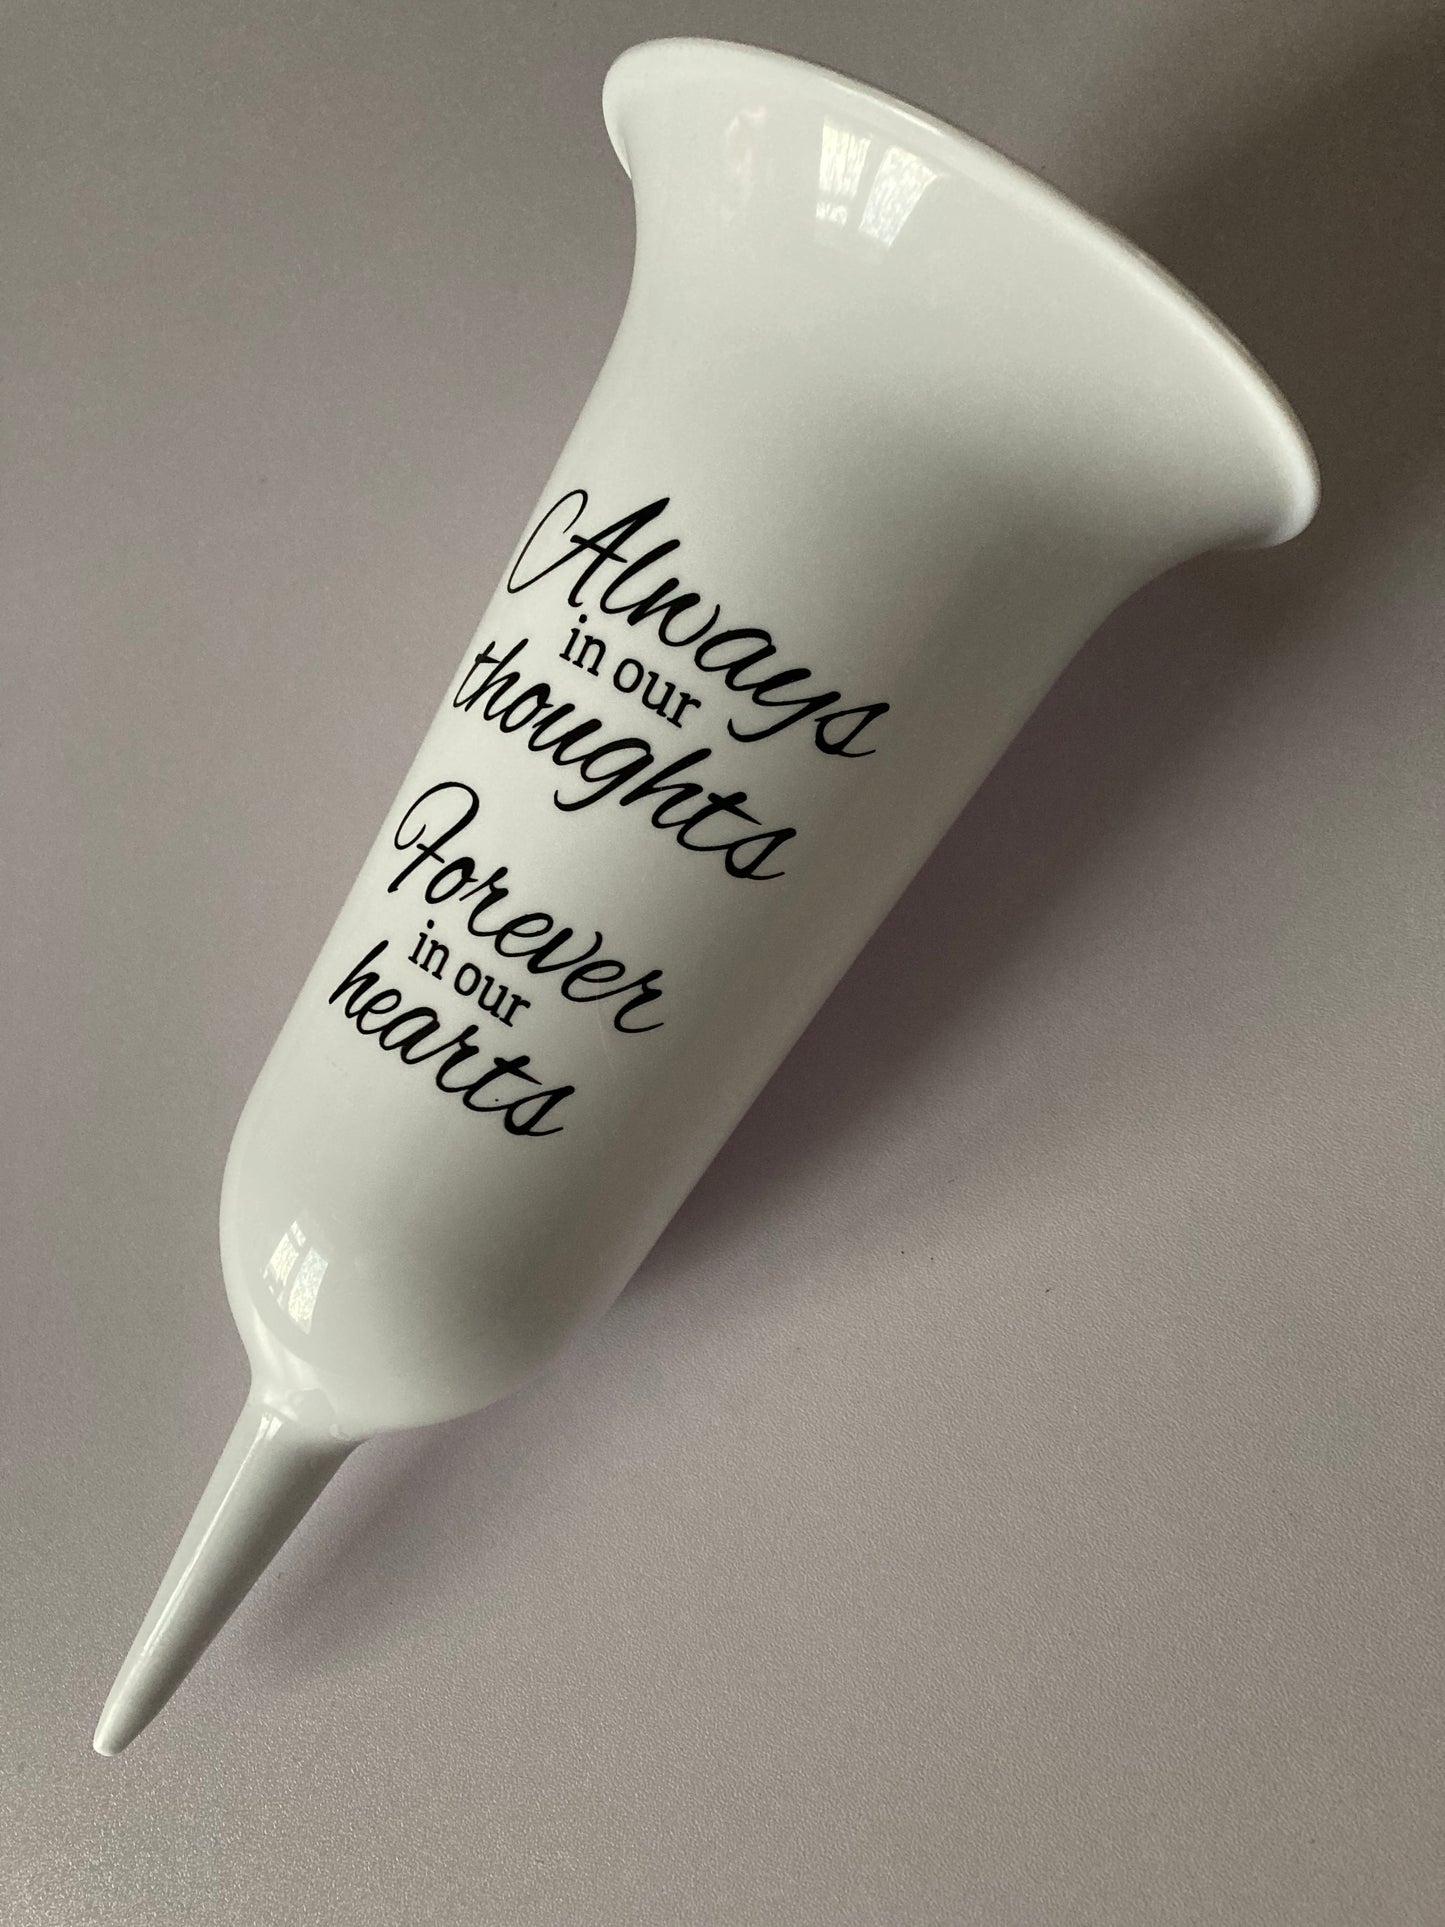 Always
in our
thoughts
Forever
in our
hearts